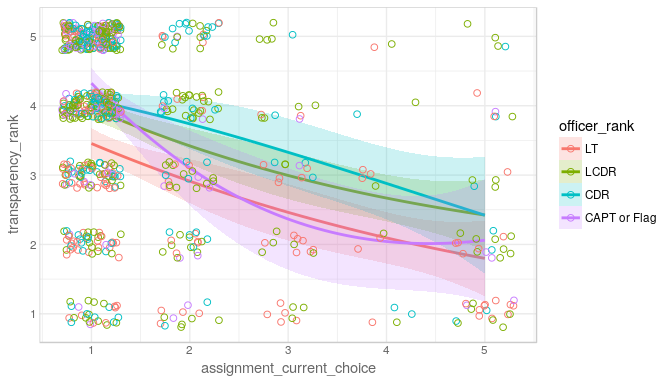 transparency_rank
5
4
3
2
1
1 2 3 4 5
assignment_current_choice
officer_rank
LT
LCDR
CDR
CAPT or Flag